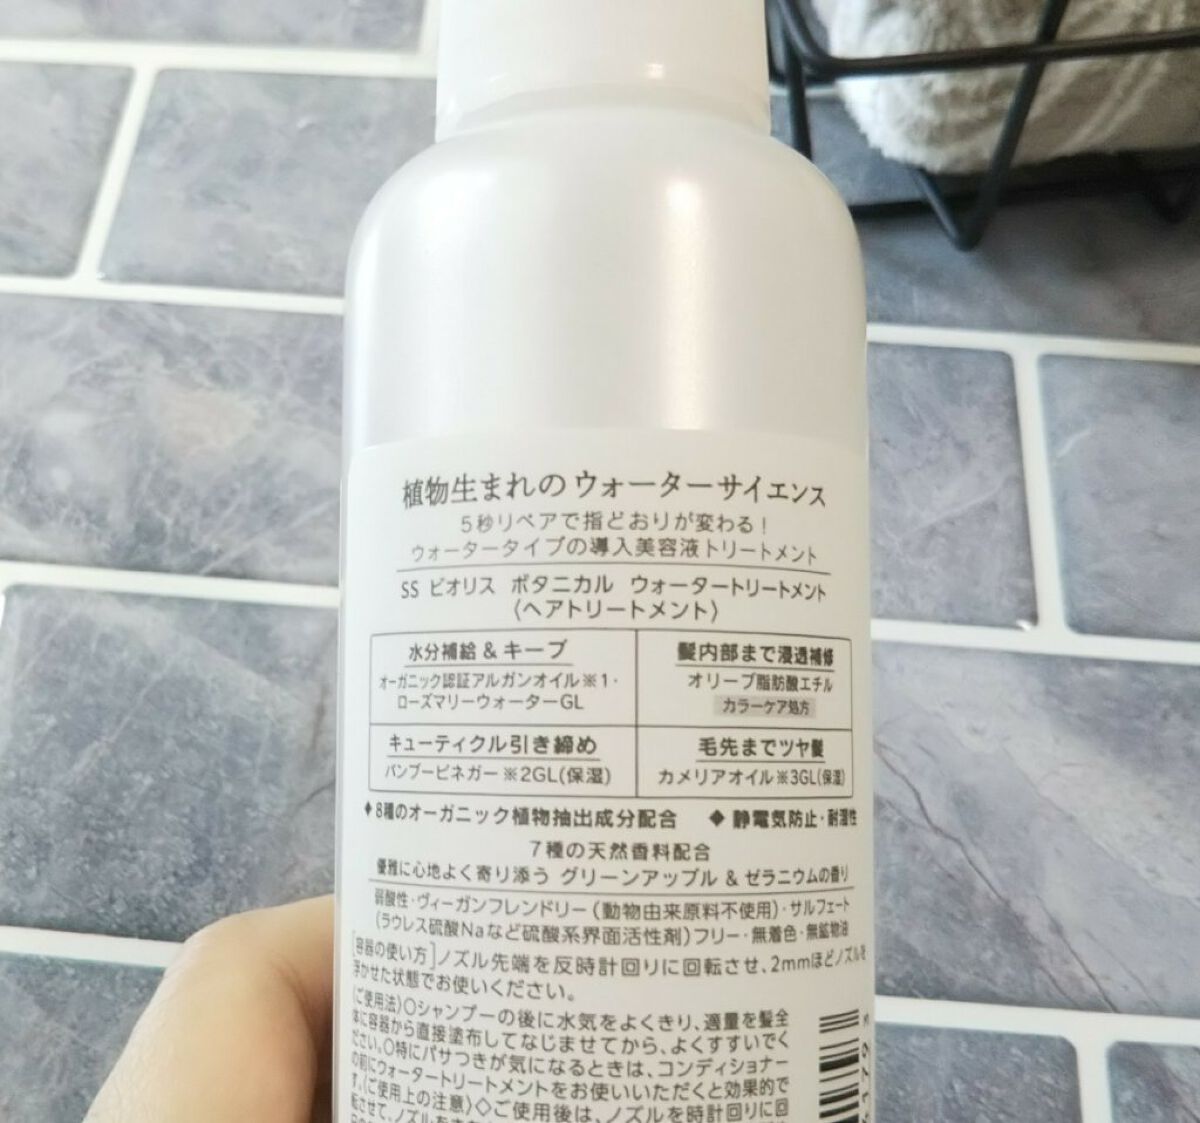 植物生まれのウォーターサイエンス
5秒リペアで指どおりが変わる!
ウォータータイプの導入美容液トリートメント
SS ビオリス ボタニカル ウォータートリートメント
(ヘアトリートメント)
水分補給&キープ
オーガニック認証アルガンオイル※1・
ローズマリーウォーターGL
髪内部まで浸透補修
オリーブ脂肪酸エチル
カラーケア処方
キューティクル引き締め
バンブービネガー※2GL(保湿)
毛先までツヤ髪
カメリアオイル※3GL(保湿)
◆8種のオーガニック植物抽出成分配合 ◆静電気防止・耐湿性
7種の天然香料配合
優雅に心地よく寄り添う グリーンアップル&ゼラニウムの香り
弱酸性・ヴィーガンフレンドリー(動物由来原料不使用)・サルフェート
(ラウレス硫酸Naなど硫酸系界面活性剤)フリー・無着色・無鉱物油
[容器の使い方]ノズル先端を反時計回りに回転させ、2mmほどノズルを
浮かせた状態でお使いください。
(ご使用法)〇シャンプーの後に水気をよくきり、適量を髪全
体に容器から直接塗布してなじませてから、よくすすいでく
ださい。〇特にパサつきが気になるときは、コンディショナー
の前にウォータートリートメントをお使いいただくと効果的で
す。(ご使用上の注意)◇ご使用後は、ノズルを時計回りに回
転させて、ノズルを